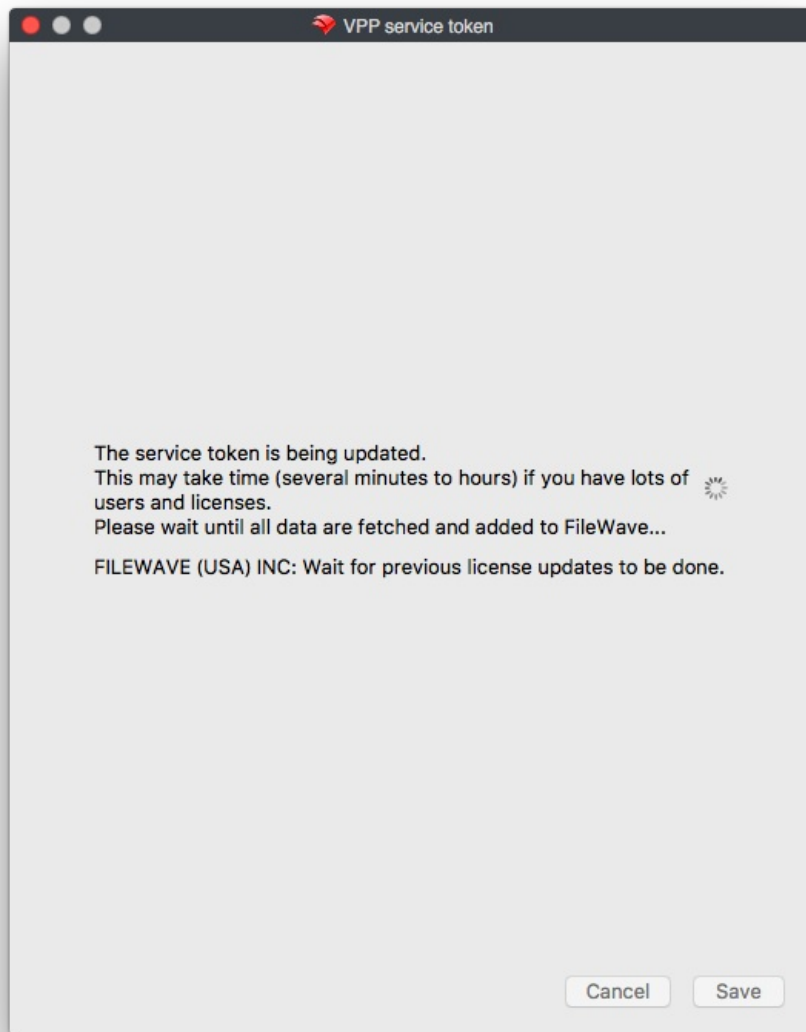 VPP service token
The service token is being updated.
This may take time (several minutes to hours) if you have lots of
users and licenses.
Please wait until all data are fetched and added to FileWave...
FILEWAVE (USA) INC: Wait for previous license updates to be done.
Cancel Save